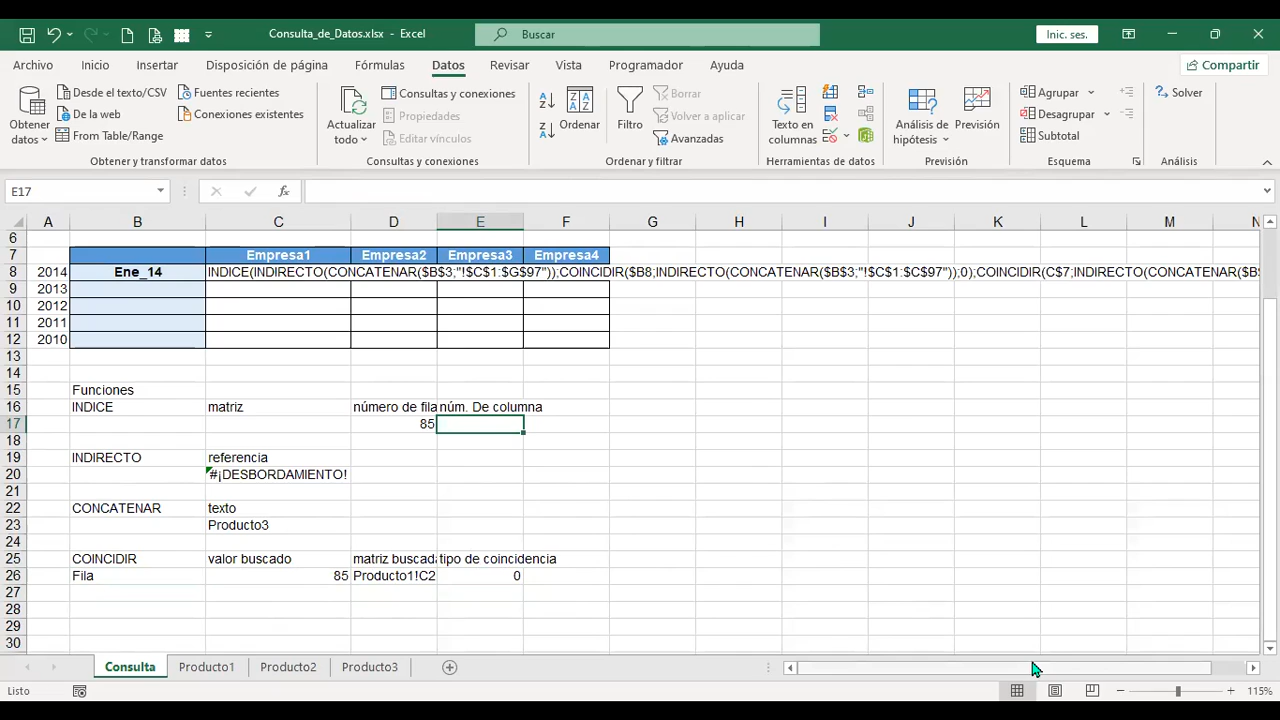 Consulta_de_Datos.xlsx - Excel
Buscar
Inic. ses.
Archivo Inicio Insertar Disposición de página Fórmulas Datos Revisar Vista Programador Ayuda
Compartir
Obtener datos
Desde el texto/CSV
De la web
From Table/Range
Fuentes recientes
Conexiones existentes
Obtener y transformar datos
Actualizar todo
Consultas y conexiones
Propiedades
Editar vínculos
Consultas y conexiones
Ordenar
Filtro
Borrar
Volver a aplicar
Avanzadas
Ordenar y filtrar
Texto en columnas
Herramientas de datos
Análisis de hipótesis
Previsión
Previsión
Agrupar
Desagrupar
Subtotal
Esquema
Solver
Análisis
E17
A B C D E F G H I J K L M N
6
7 Empresa1 Empresa2 Empresa3 Empresa4
8 2014 Ene_14 INDICE(INDIRECTO(CONCATENAR($B$3;"!$C$1:$G$97"));COINCIDIR($B8;INDIRECTO(CONCATENAR($B$3;"!$C$1:$C$97"));0);COINCIDIR(C$7;INDIRECTO(CONCATENAR($B$
9 2013
10 2012
11 2011
12 2010
13
14
15 Funciones
16 INDICE matriz número de fila núm. De columna
17 85
18
19 INDIRECTO referencia
20 #¡DESBORDAMIENTO!
21
22 CONCATENAR texto
23 Producto3
24
25 COINCIDIR valor buscado matriz buscada tipo de coincidencia
26 Fila 85 Producto1!C2 0
27
28
29
30
Consulta Producto1 Producto2 Producto3
Listo
115%